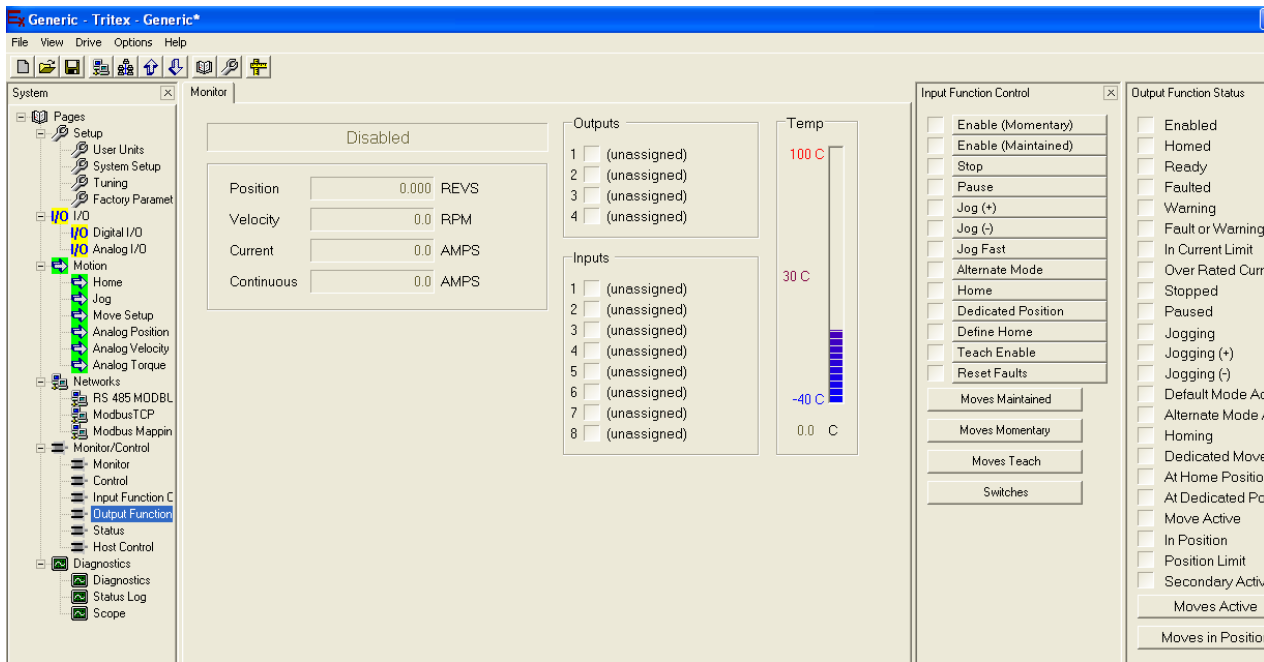 Ex Generic - Tritex - Generic*
File View Drive Options Help
System
Pages
Setup
User Units
System Setup
Tuning
Factory Paramet
I/O I/O
I/O Digital I/O
I/O Analog I/O
Motion
Home
Jog
Move Setup
Analog Position
Analog Velocity
Analog Torque
Networks
RS 485 MODBU
ModbusTCP
Modbus Mappin
Monitor/Control
Monitor
Control
Input Function C
Output Function
Status
Host Control
Diagnostics
Diagnostics
Status Log
Scope
Monitor
Disabled
Position 0.000 REVS
Velocity 0.0 RPM
Current 0.0 AMPS
Continuous 0.0 AMPS
Outputs
1 (unassigned)
2 (unassigned)
3 (unassigned)
4 (unassigned)
Inputs
1 (unassigned)
2 (unassigned)
3 (unassigned)
4 (unassigned)
5 (unassigned)
6 (unassigned)
7 (unassigned)
8 (unassigned)
Temp
100 C
30 C
-40 C
0.0 C
Input Function Control
Enable (Momentary)
Enable (Maintained)
Stop
Pause
Jog (+)
Jog (-)
Jog Fast
Alternate Mode
Home
Dedicated Position
Define Home
Teach Enable
Reset Faults
Moves Maintained
Moves Momentary
Moves Teach
Switches
Output Function Status
Enabled
Homed
Ready
Faulted
Warning
Fault or Warning
In Current Limit
Over Rated Curr
Stopped
Paused
Jogging
Jogging (+)
Jogging (-)
Default Mode Ac
Alternate Mode
Homing
Dedicated Move
At Home Positio
At Dedicated Po
Move Active
In Position
Position Limit
Secondary Activ
Moves Active
Moves in Positio